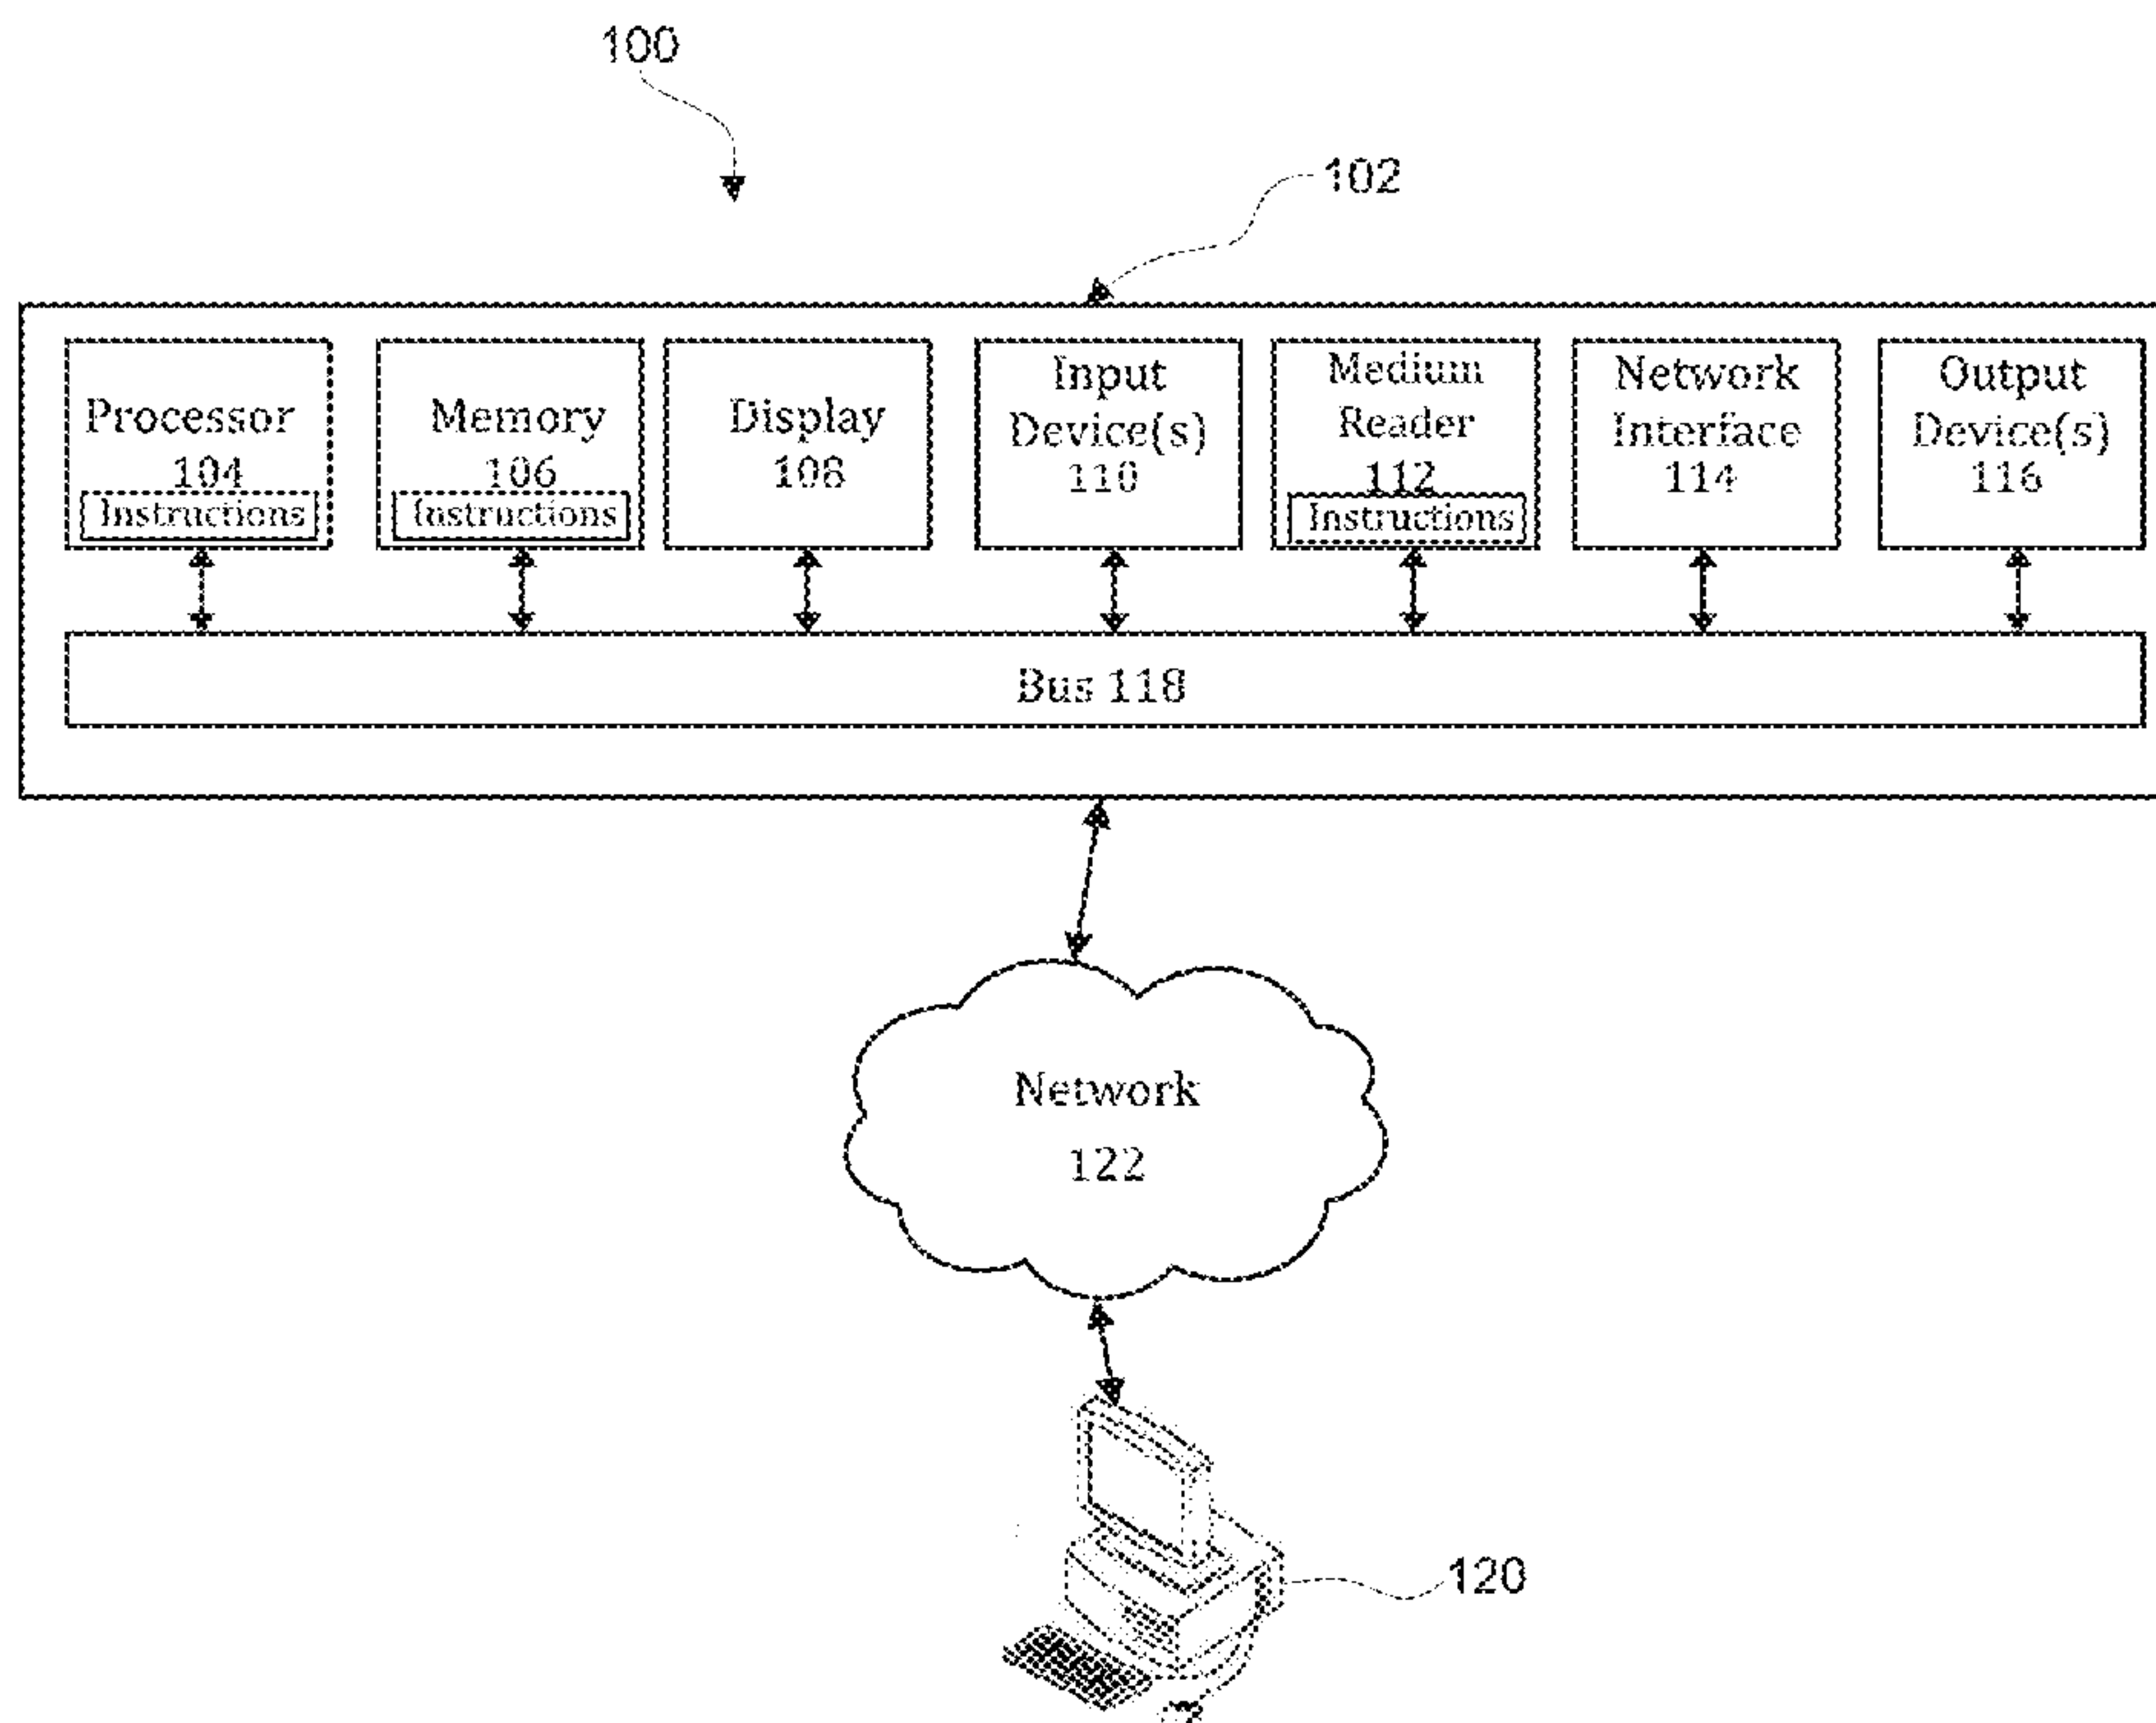 100
102
Processor
104
Instructions
Memory
106
Instructions
Display
108
Input
Device(s)
110
Medium
Reader
112
Instructions
Network
Interface
114
Output
Device(s)
116
Bus 118
Network
122
120